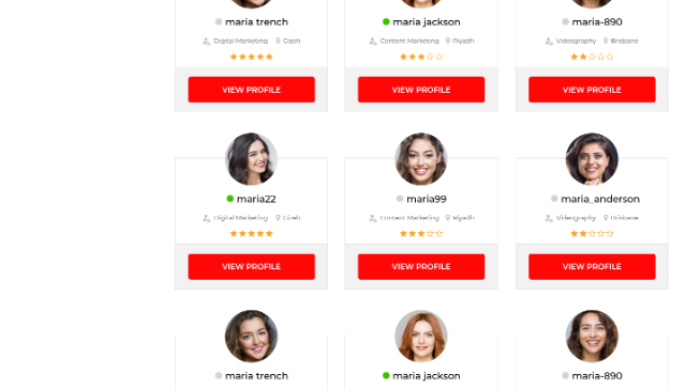 maria trench maria jackson maria-890
Digital Marketing Gizeh Content Marketing Riyadh Videography Brisbane
VIEW PROFILE VIEW PROFILE VIEW PROFILE
maria22 maria99 maria_anderson
Digital Marketing Gizeh Content Marketing Riyadh Videography Brisbane
VIEW PROFILE VIEW PROFILE VIEW PROFILE
maria trench maria jackson maria-890